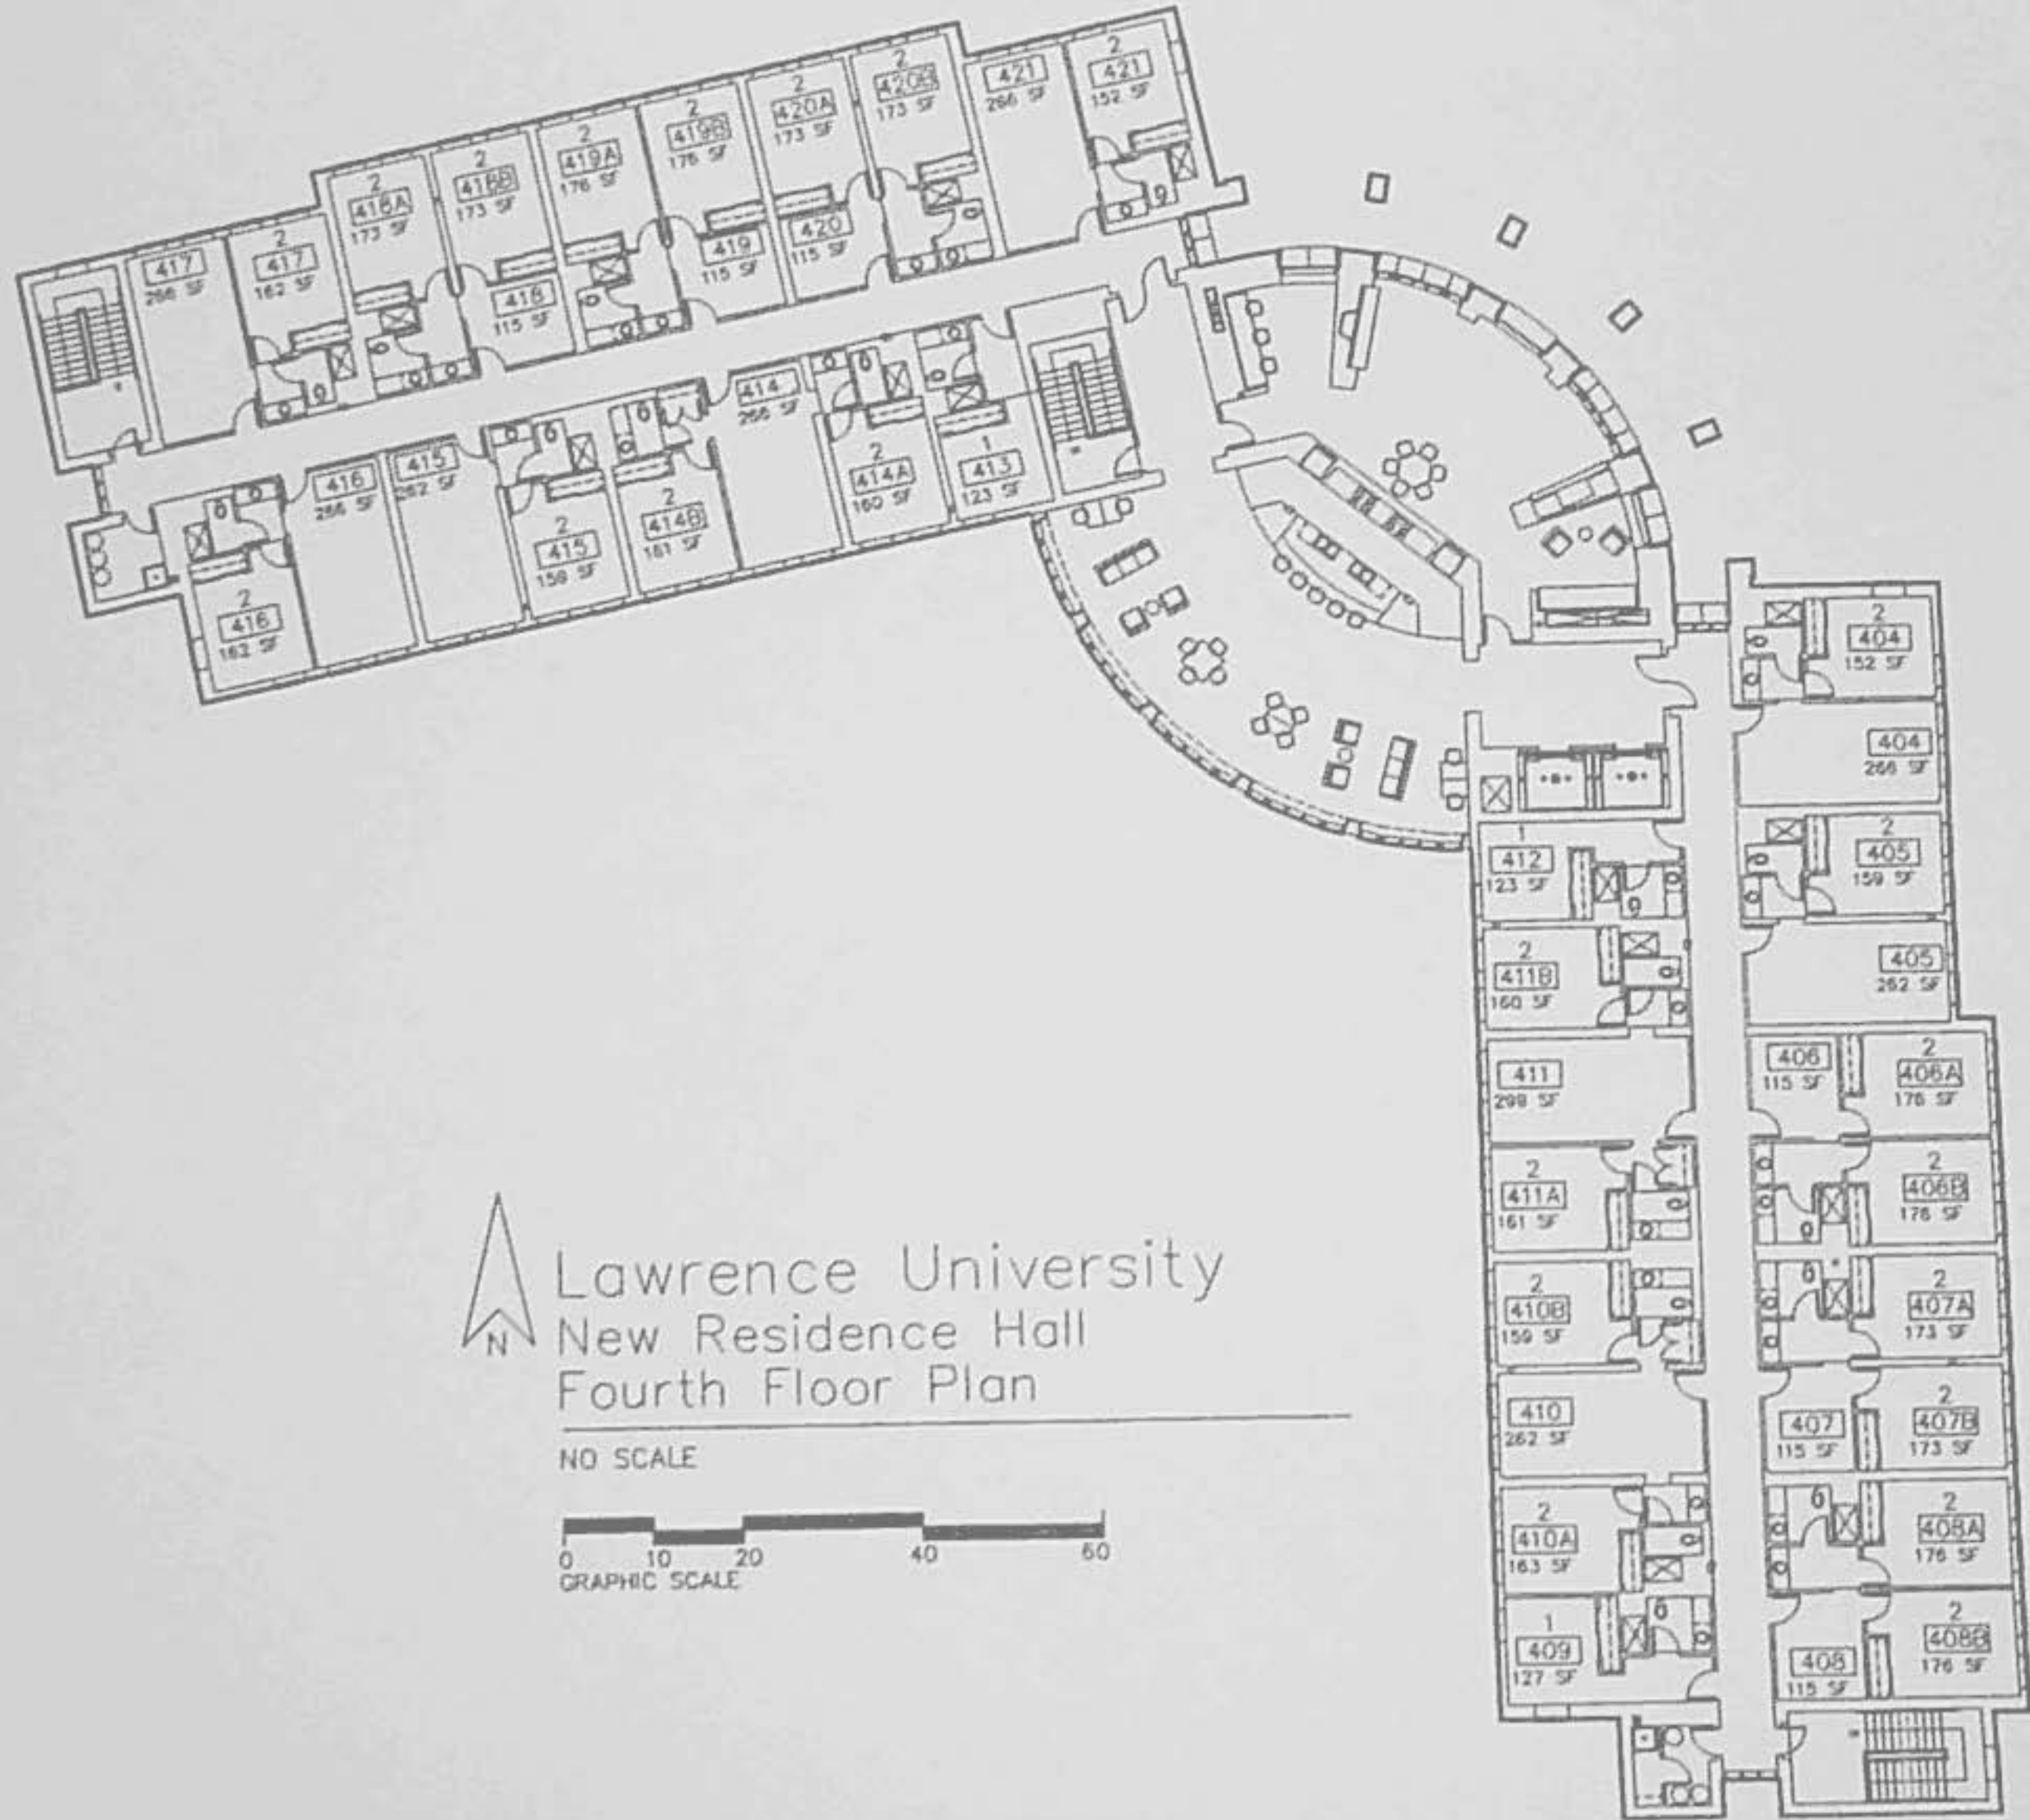 2
420B
173 SF
421
266 SF
2
421
152 SF
2
420A
173 SF
2
419B
176 SF
2
419A
176 SF
2
418B
173 SF
2
418A
173 SF
2
417
162 SF
417
266 SF
418
115 SF
419
115 SF
420
115 SF
414
266 SF
2
414A
160 SF
1
413
123 SF
2
414B
161 SF
2
415
159 SF
415
262 SF
416
266 SF
2
416
162 SF
2
404
152 SF
404
266 SF
2
405
159 SF
405
262 SF
1
412
123 SF
2
411B
160 SF
411
299 SF
2
411A
161 SF
2
410B
159 SF
410
262 SF
2
410A
163 SF
1
409
127 SF
406
115 SF
2
406A
176 SF
2
406B
176 SF
2
407A
173 SF
407
115 SF
2
407B
173 SF
2
408A
176 SF
408
115 SF
2
408B
176 SF
N
Lawrence University
New Residence Hall
Fourth Floor Plan
NO SCALE
0 10 20 40 60
GRAPHIC SCALE